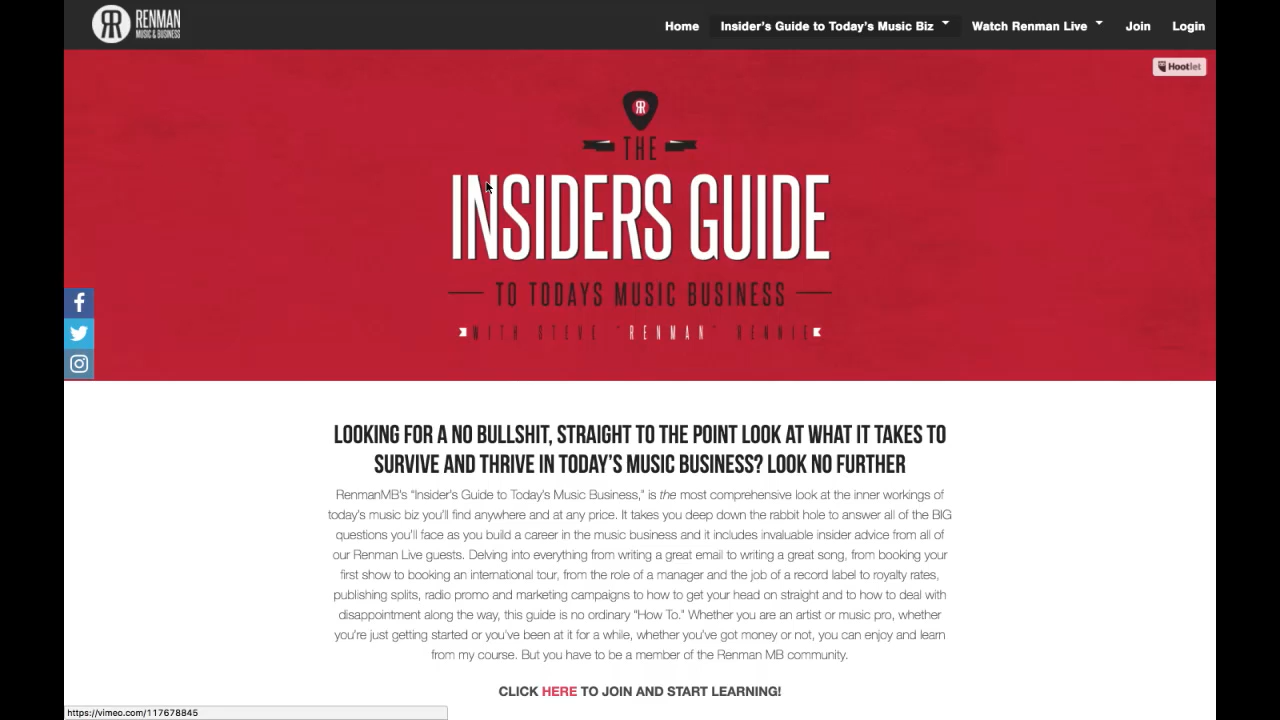 RENMAN
MUSIC & BUSINESS
Home Insider's Guide to Today's Music Biz Watch Renman Live Join Login
Hootlet
THE
INSIDERS GUIDE
TO TODAYS MUSIC BUSINESS
WITH STEVE "RENMAN" RENNIE
LOOKING FOR A NO BULLSHIT, STRAIGHT TO THE POINT LOOK AT WHAT IT TAKES TO
SURVIVE AND THRIVE IN TODAY'S MUSIC BUSINESS? LOOK NO FURTHER
RenmanMB's "Insider's Guide to Today's Music Business," is the most comprehensive look at the inner workings of
today's music biz you'll find anywhere and at any price. It takes you deep down the rabbit hole to answer all of the BIG
questions you'll face as you build a career in the music business and it includes invaluable insider advice from all of
our Renman Live guests. Delving into everything from writing a great email to writing a great song, from booking your
first show to booking an international tour, from the role of a manager and the job of a record label to royalty rates,
publishing splits, radio promo and marketing campaigns to how to get your head on straight and to how to deal with
disappointment along the way, this guide is no ordinary "How To." Whether you are an artist or music pro, whether
you're just getting started or you've been at it for a while, whether you've got money or not, you can enjoy and learn
from my course. But you have to be a member of the Renman MB community.
CLICK HERE TO JOIN AND START LEARNING!
https://vimeo.com/117678845